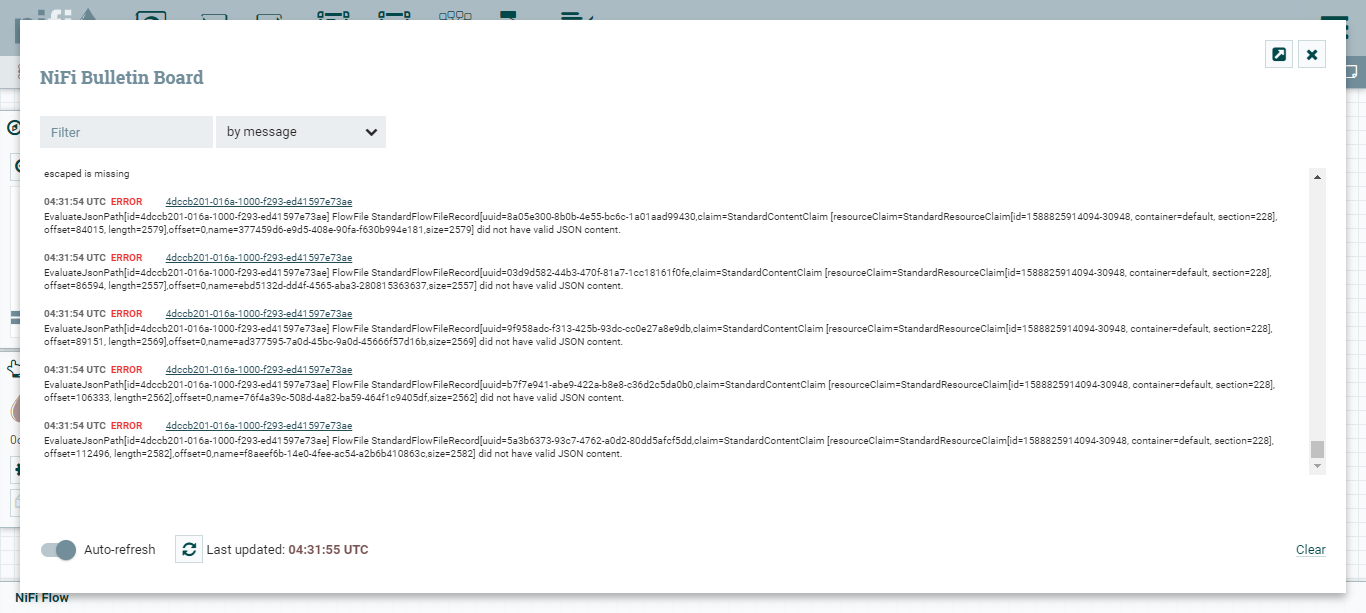 nifi
NiFi Bulletin Board
Filter
by message
escaped is missing
04:31:54 UTC ERROR 4dccb201-016a-1000-f293-ed41597e73ae
EvaluateJsonPath[id=4dccb201-016a-1000-f293-ed41597e73ae] FlowFile StandardFlowFileRecord[uuid=8a05e300-8b0b-4e55-bc6c-1a01aad99430,claim=StandardContentClaim [resourceClaim=StandardResourceClaim[id=1588825914094-30948, container=default, section=228],
offset=84015, length=2579],offset=0,name=377459d6-e9d5-408e-90fa-f630b994e181,size=2579] did not have valid JSON content.
04:31:54 UTC ERROR 4dccb201-016a-1000-f293-ed41597e73ae
EvaluateJsonPath[id=4dccb201-016a-1000-f293-ed41597e73ae] FlowFile StandardFlowFileRecord[uuid=03d9d582-44b3-470f-81a7-1cc18161f0fe,claim=StandardContentClaim [resourceClaim=StandardResourceClaim[id=1588825914094-30948, container=default, section=228],
offset=86594, length=2557],offset=0,name=ebd5132d-dd4f-4565-aba3-280815363637,size=2557] did not have valid JSON content.
04:31:54 UTC ERROR 4dccb201-016a-1000-f293-ed41597e73ae
EvaluateJsonPath[id=4dccb201-016a-1000-f293-ed41597e73ae] FlowFile StandardFlowFileRecord[uuid=9f958adc-f313-425b-93dc-cc0e27a8e9db,claim=StandardContentClaim [resourceClaim=StandardResourceClaim[id=1588825914094-30948, container=default, section=228],
offset=89151, length=2569],offset=0,name=ad377595-7a0d-45bc-9a0d-45666f57d16b,size=2569] did not have valid JSON content.
04:31:54 UTC ERROR 4dccb201-016a-1000-f293-ed41597e73ae
EvaluateJsonPath[id=4dccb201-016a-1000-f293-ed41597e73ae] FlowFile StandardFlowFileRecord[uuid=b7f7e941-abe9-422a-b8e8-c36d2c5da0b0,claim=StandardContentClaim [resourceClaim=StandardResourceClaim[id=1588825914094-30948, container=default, section=228],
offset=106333, length=2562],offset=0,name=76f4a39c-508d-4a82-ba59-464f1c9405df,size=2562] did not have valid JSON content.
04:31:54 UTC ERROR 4dccb201-016a-1000-f293-ed41597e73ae
EvaluateJsonPath[id=4dccb201-016a-1000-f293-ed41597e73ae] FlowFile StandardFlowFileRecord[uuid=5a3b6373-93c7-4762-a0d2-80dd5afcf5dd,claim=StandardContentClaim [resourceClaim=StandardResourceClaim[id=1588825914094-30948, container=default, section=228],
offset=112496, length=2582],offset=0,name=f8aeef6b-14e0-4fee-ac54-a2b6b410863c,size=2582] did not have valid JSON content.
Auto-refresh
Last updated: 04:31:55 UTC
Clear
NiFi Flow